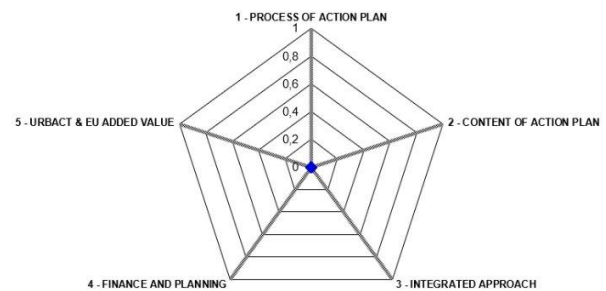 1 - PROCESS OF ACTION PLAN
1
0,8
0,6
0,4
0,2
0
5 - URBACT & EU ADDED VALUE
2 - CONTENT OF ACTION PLAN
4 - FINANCE AND PLANNING
3 - INTEGRATED APPROACH